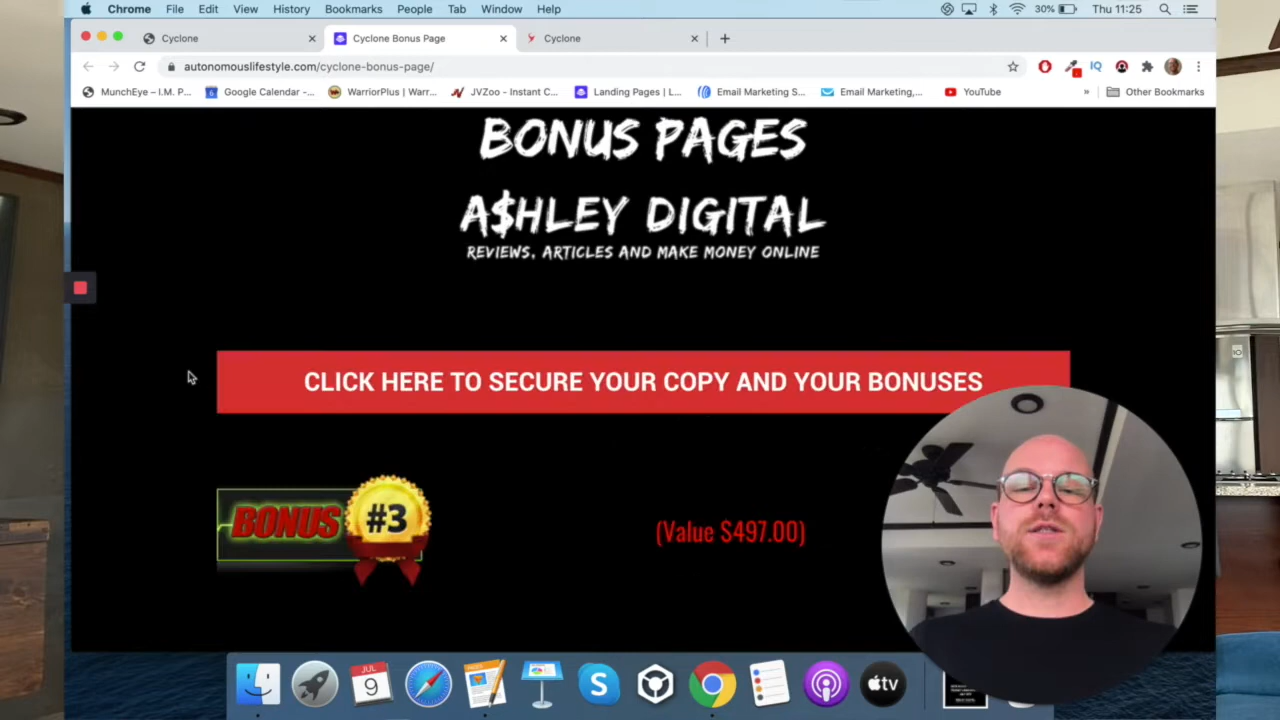 Chrome File Edit View History Bookmarks People Tab Window Help 30% Thu 11:25
Cyclone Cyclone Bonus Page Cyclone
autonomouslifestyle.com/cyclone-bonus-page/
MunchEye – I.M. P... Google Calendar -... WarriorPlus | Warr... JVZoo - Instant C... Landing Pages | L... Email Marketing S... Email Marketing,... YouTube » Other Bookmarks
BONUS PAGES
A$HLEY DIGITAL
REVIEWS, ARTICLES AND MAKE MONEY ONLINE
CLICK HERE TO SECURE YOUR COPY AND YOUR BONUSES
BONUS #3
(Value $497.00)
JUL
9
tv